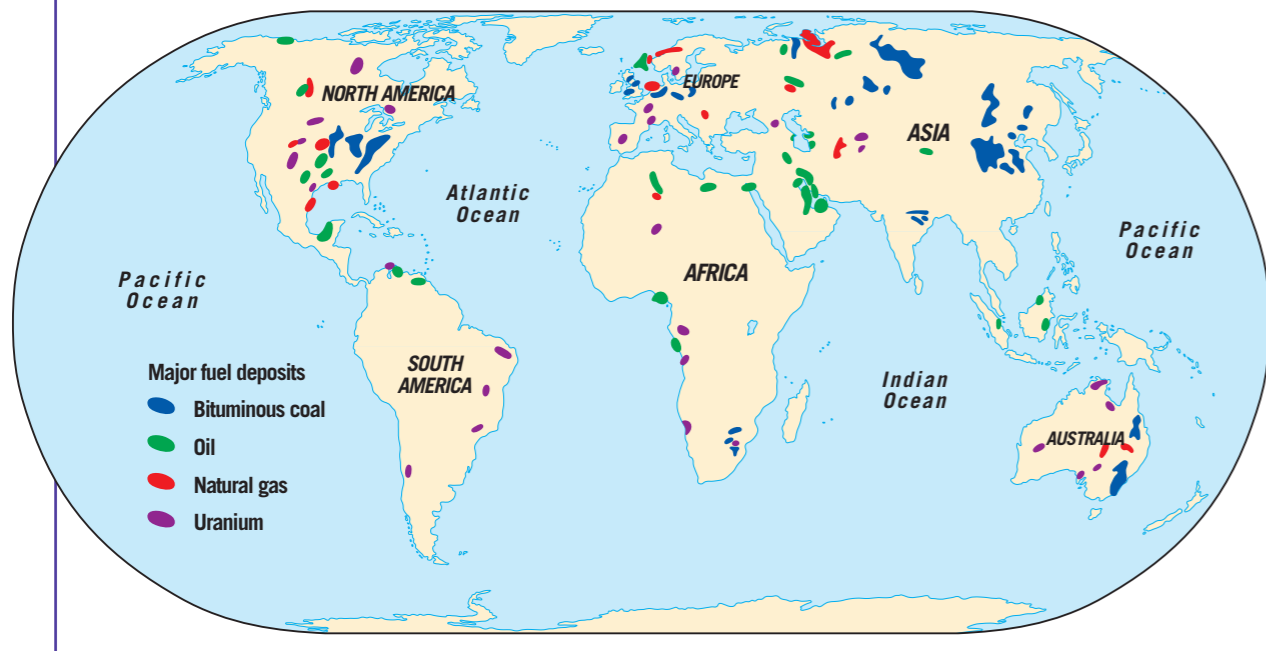 NORTH AMERICA
EUROPE
ASIA
Atlantic
Ocean
Pacific
Ocean
AFRICA
Pacific
Ocean
SOUTH
AMERICA
Indian
Ocean
AUSTRALIA
Major fuel deposits
Bituminous coal
Oil
Natural gas
Uranium